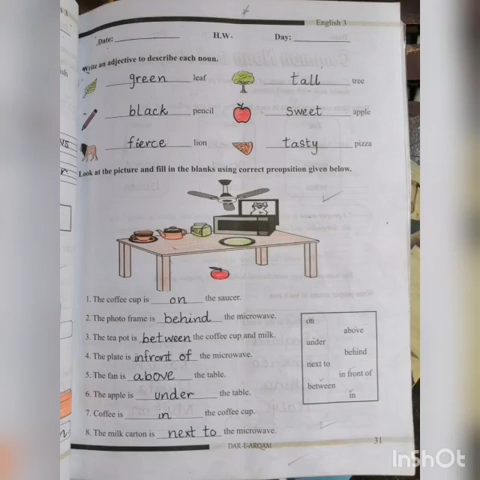 English 3
Date: H.W. Day:
Write an adjective to describe each noun.
green leaf tall tree
black pencil sweet apple
fierce lion tasty pizza
Look at the picture and fill in the blanks using correct preopsition given below.
1. The coffee cup is on the saucer.
2. The photo frame is behind the microwave.
3. The tea pot is between the coffee cup and milk.
4. The plate is infront of the microwave.
5. The fan is above the table.
6. The apple is under the table.
7. Coffee is in the coffee cup.
8. The milk carton is next to the microwave.
on
above
under
behind
next to
in front of
between
in
DAR-E-ARQAM
31
InShOt